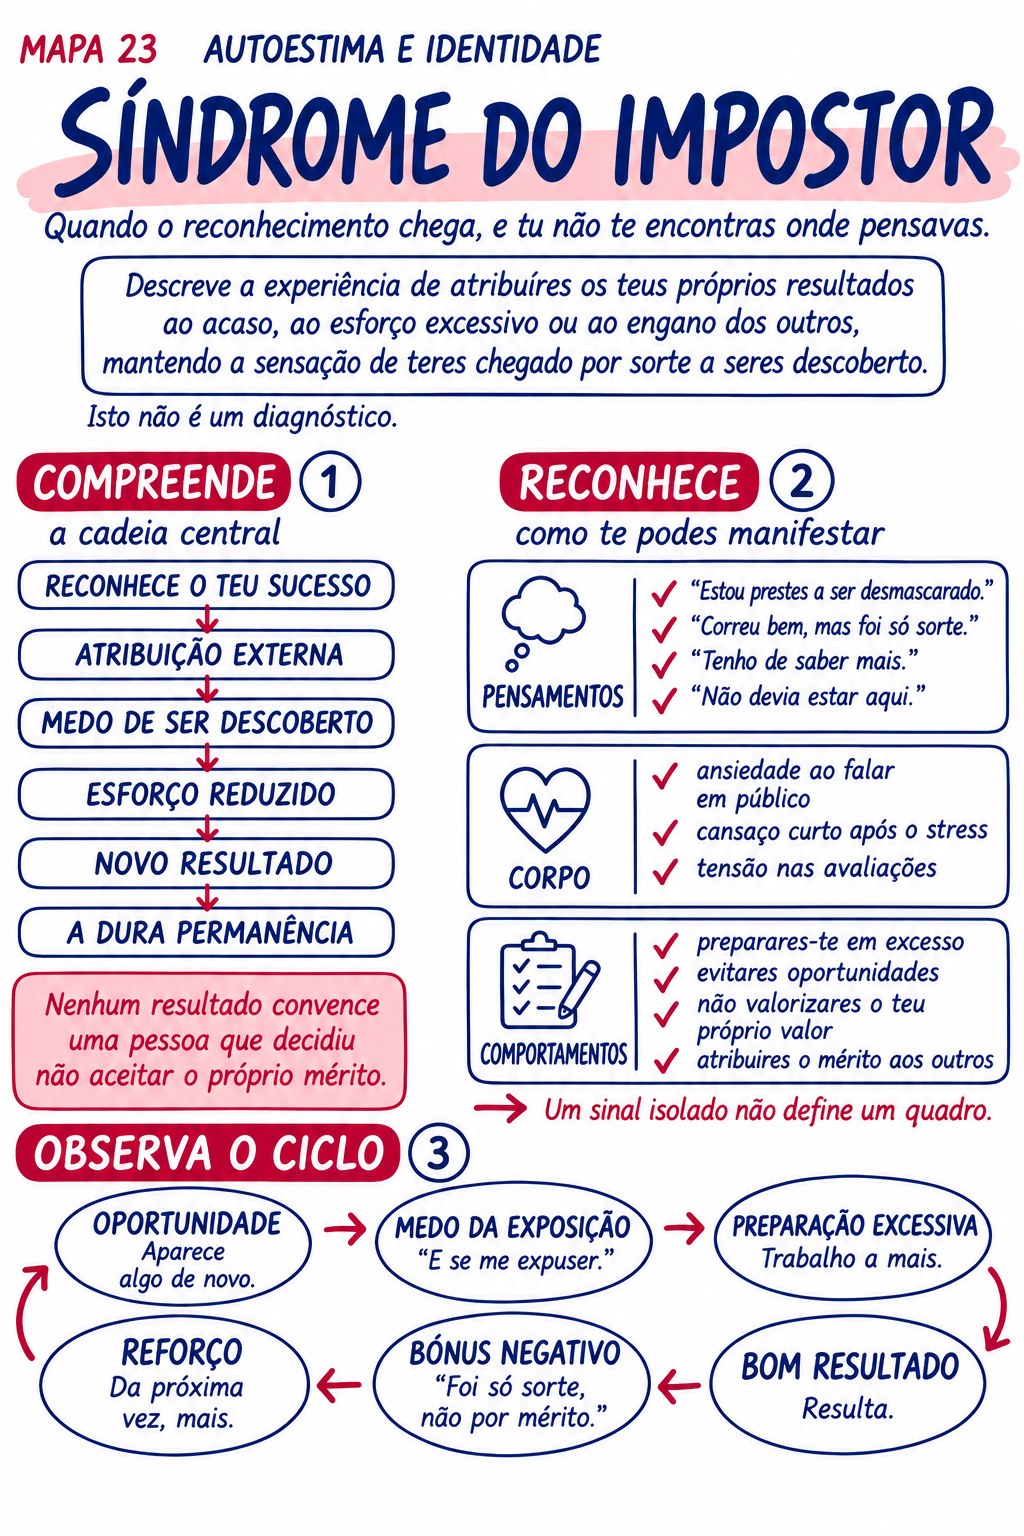 MAPA 23 AUTOESTIMA E IDENTIDADE
SÍNDROME DO IMPOSTOR
Quando o reconhecimento chega, e tu não te encontras onde pensavas.
Descreve a experiência de atribuíres os teus próprios resultados
ao acaso, ao esforço excessivo ou ao engano dos outros,
mantendo a sensação de teres chegado por sorte a seres descoberto.
Isto não é um diagnóstico.
COMPREENDE 1
a cadeia central
RECONHECE O TEU SUCESSO
ATRIBUIÇÃO EXTERNA
MEDO DE SER DESCOBERTO
ESFORÇO REDUZIDO
NOVO RESULTADO
A DURA PERMANÊNCIA
Nenhum resultado convence
uma pessoa que decidiu
não aceitar o próprio mérito.
RECONHECE 2
como te podes manifestar
PENSAMENTOS
"Estou prestes a ser desmascarado."
"Correu bem, mas foi só sorte."
"Tenho de saber mais."
"Não devia estar aqui."
CORPO
ansiedade ao falar
em público
cansaço curto após o stress
tensão nas avaliações
COMPORTAMENTOS
preparares-te em excesso
evitares oportunidades
não valorizares o teu
próprio valor
atribuires o mérito aos outros
Um sinal isolado não define um quadro.
OBSERVA O CICLO 3
OPORTUNIDADE
Aparece
algo de novo.
MEDO DA EXPOSIÇÃO
"E se me expuser."
PREPARAÇÃO EXCESSIVA
Trabalho a mais.
BOM RESULTADO
Resulta.
BÓNUS NEGATIVO
"Foi só sorte,
não por mérito."
REFORÇO
Da próxima
vez, mais.